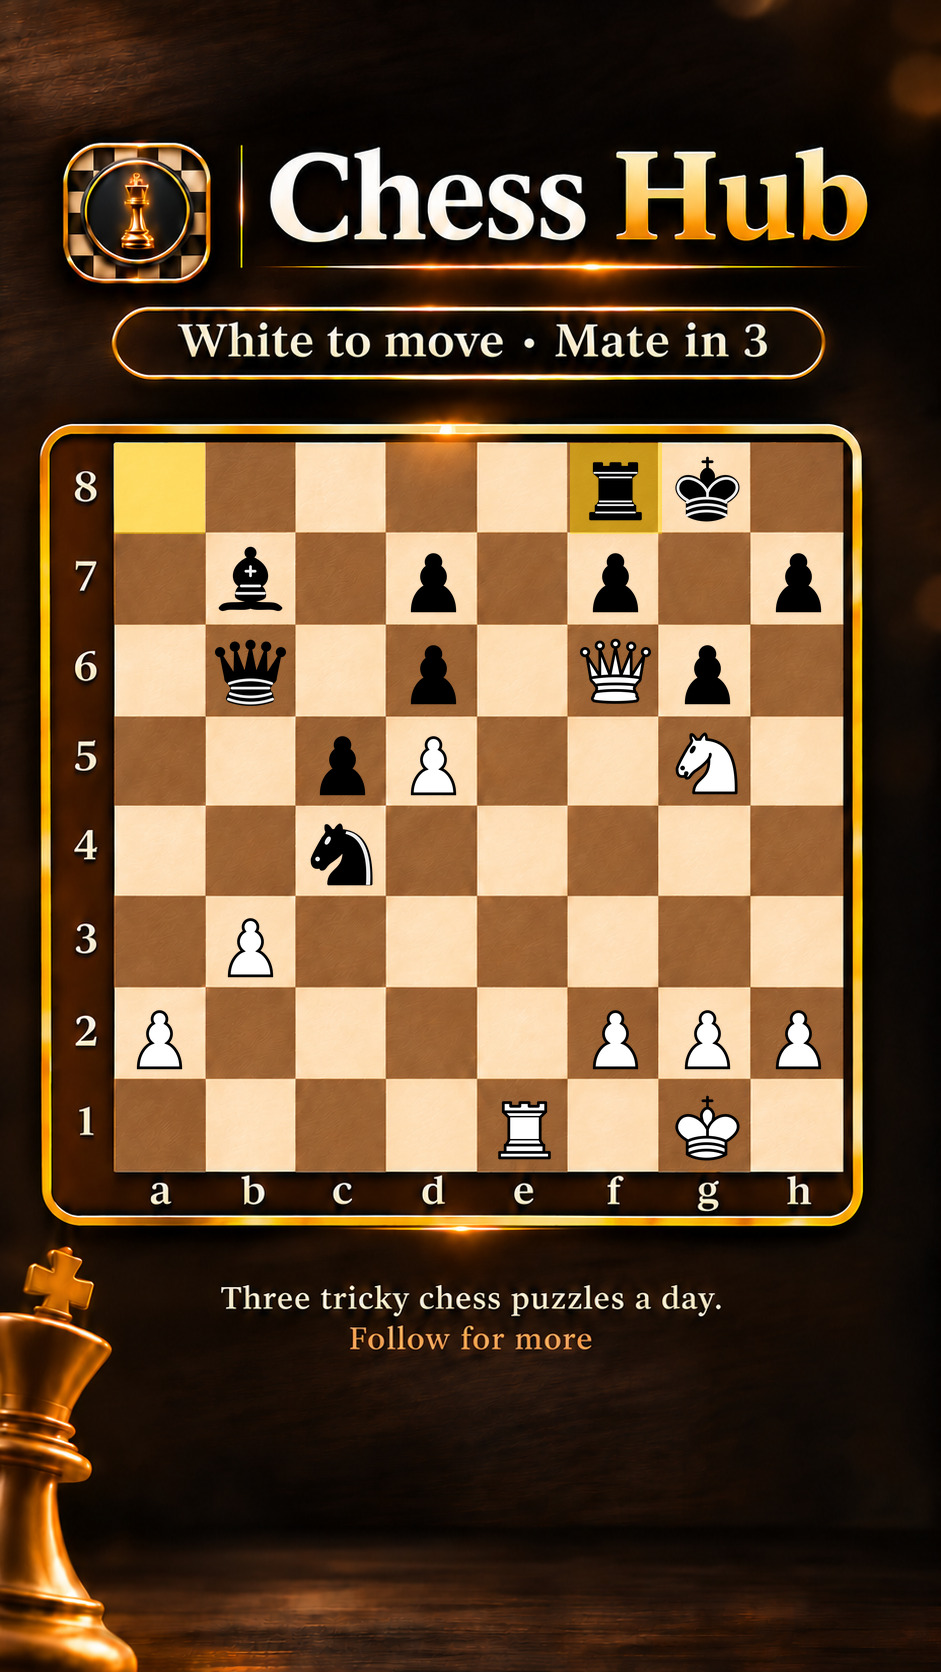 Chess Hub
White to move • Mate in 3
8
7
6
5
4
3
2
1
a b c d e f g h
Three tricky chess puzzles a day.
Follow for more